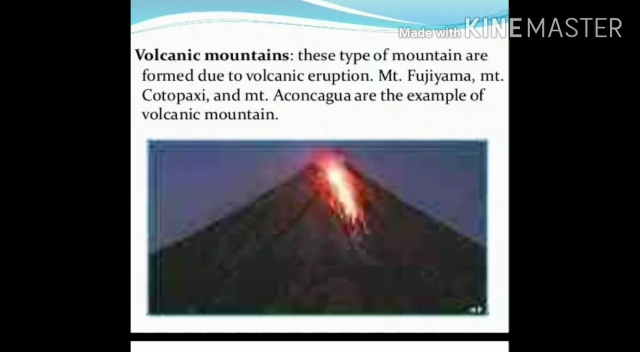 Made with KINEMASTER
Volcanic mountains: these type of mountain are
formed due to volcanic eruption. Mt. Fujiyama, mt.
Cotopaxi, and mt. Aconcagua are the example of
volcanic mountain.